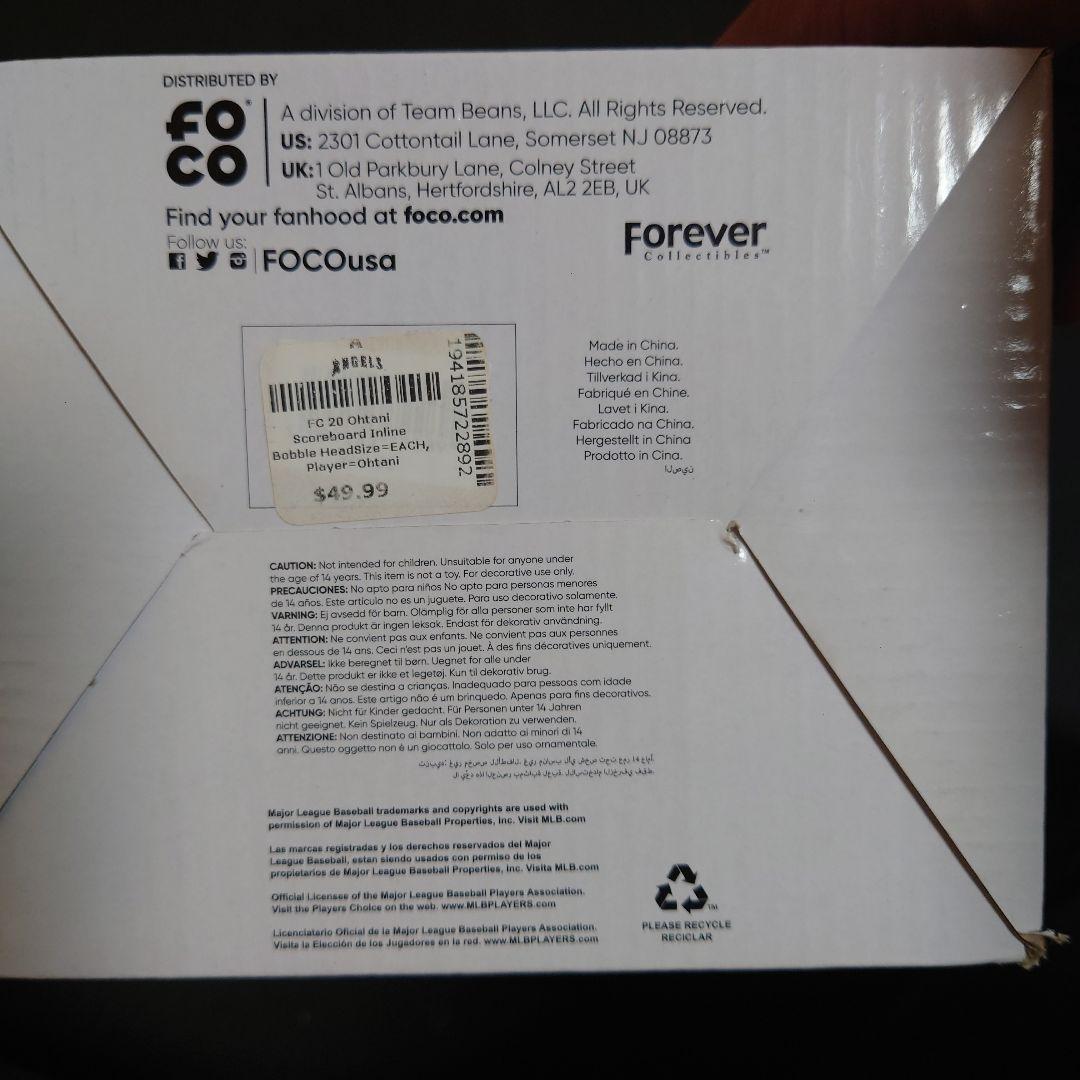 DISTRIBUTED BY
FOCO
A division of Team Beans, LLC. All Rights Reserved.
US: 2301 Cottontail Lane, Somerset NJ 08873
UK: 1 Old Parkbury Lane, Colney Street
St. Albans, Hertfordshire, AL2 2EB, UK
Find your fanhood at foco.com
Follow us:
FOCOusa
Forever
Collectibles™
ANGELS
FC 20 Ohtani
Scoreboard Inline
Bobble HeadSize=EACH,
Player=Ohtani
$49.99
194185722892
Made in China.
Hecho en China.
Tillverkad i Kina.
Fabriqué en Chine.
Lavet i Kina.
Fabricado na China.
Hergestellt in China
Prodotto in Cina.
الصين
CAUTION: Not intended for children. Unsuitable for anyone under
the age of 14 years. This item is not a toy. For decorative use only.
PRECAUCIONES: No apto para niños No apto para personas menores
de 14 años. Este artículo no es un juguete. Para uso decorativo solamente.
VARNING: Ej avsedd för barn. Olämplig för alla personer som inte har fyllt
14 år. Denna produkt är ingen leksak. Endast för dekorativ användning.
ATTENTION: Ne convient pas aux enfants. Ne convient pas aux personnes
en dessous de 14 ans. Ceci n'est pas un jouet. À des fins décoratives uniquement.
ADVARSEL: Ikke beregnet til børn. Uegnet for alle under
14 år. Dette produkt er ikke et legetøj. Kun til dekorativ brug.
ATENÇÃO: Não se destina a crianças. Inadequado para pessoas com idade
inferior a 14 anos. Este artigo não é um brinquedo. Apenas para fins decorativos.
ACHTUNG: Nicht für Kinder gedacht. Für Personen unter 14 Jahren
nicht geeignet. Kein Spielzeug. Nur als Dekoration zu verwenden.
ATTENZIONE: Non destinato ai bambini. Non adatto ai minori di 14
anni. Questo oggetto non è un giocattolo. Solo per uso ornamentale.
Major League Baseball trademarks and copyrights are used with
permission of Major League Baseball Properties, Inc. Visit MLB.com
Las marcas registradas y los derechos reservados del Major
League Baseball, estan siendo usados con permiso de los
propietarios de Major League Baseball Properties, Inc. Visita MLB.com
Official Licensee of the Major League Baseball Players Association.
Visit the Players Choice on the web. www.MLBPLAYERS.com
Licenciatario Oficial de la Major League Baseball Players Association.
Visita la Elección de los Jugadores en la red. www.MLBPLAYERS.com
PLEASE RECYCLE
RECICLAR